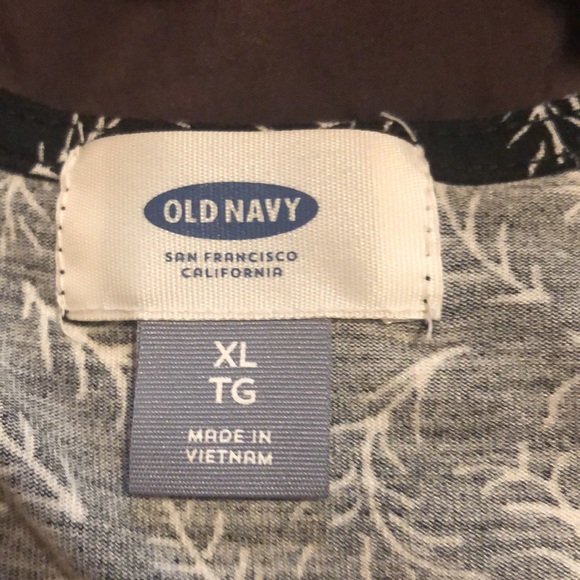 OLD NAVY
SAN FRANCISCO
CALIFORNIA
XL
TG
MADE IN
VIETNAM